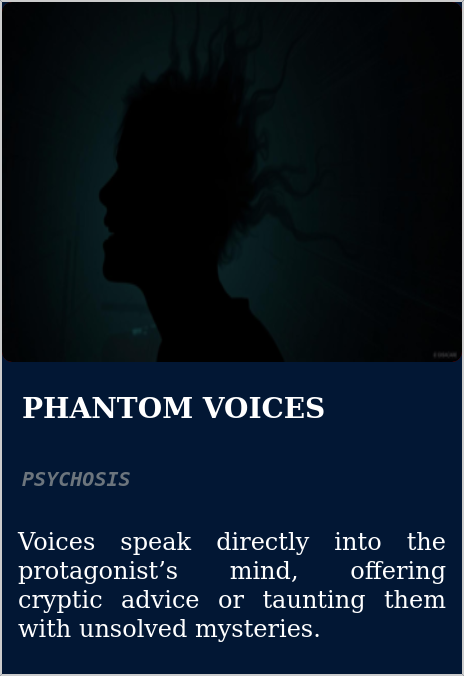 PHANTOM VOICES
PSYCHOSIS
Voices speak directly into the
protagonist’s mind, offering
cryptic advice or taunting them
with unsolved mysteries.